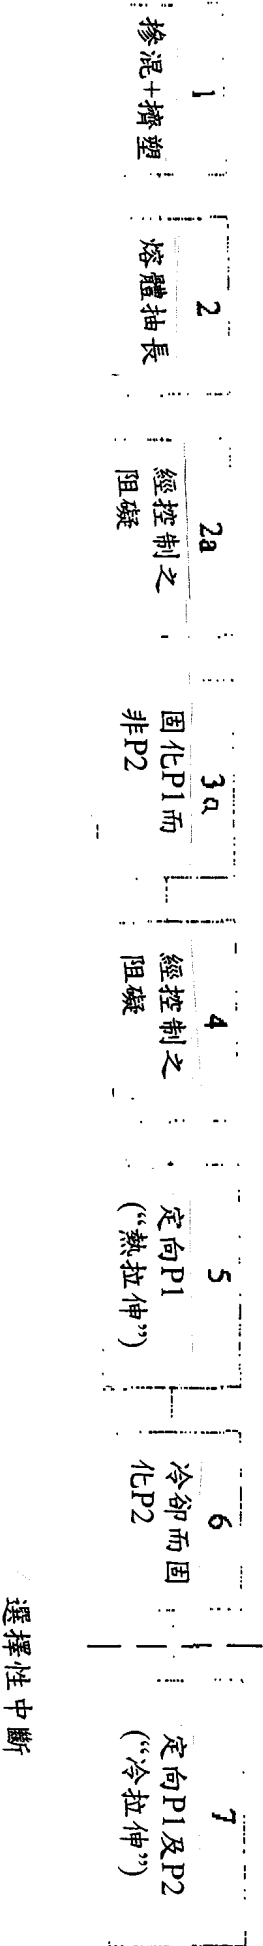 1
摻混+擠塑
2
熔體抽長
2a
經控制之
阻礙
3a
固化P1而
非P2
4
經控制之
阻礙
5
定向P1
(“熱拉伸”)
6
冷卻而固
化P2
7
定向P1及P2
(“冷拉伸”)
選擇性中斷